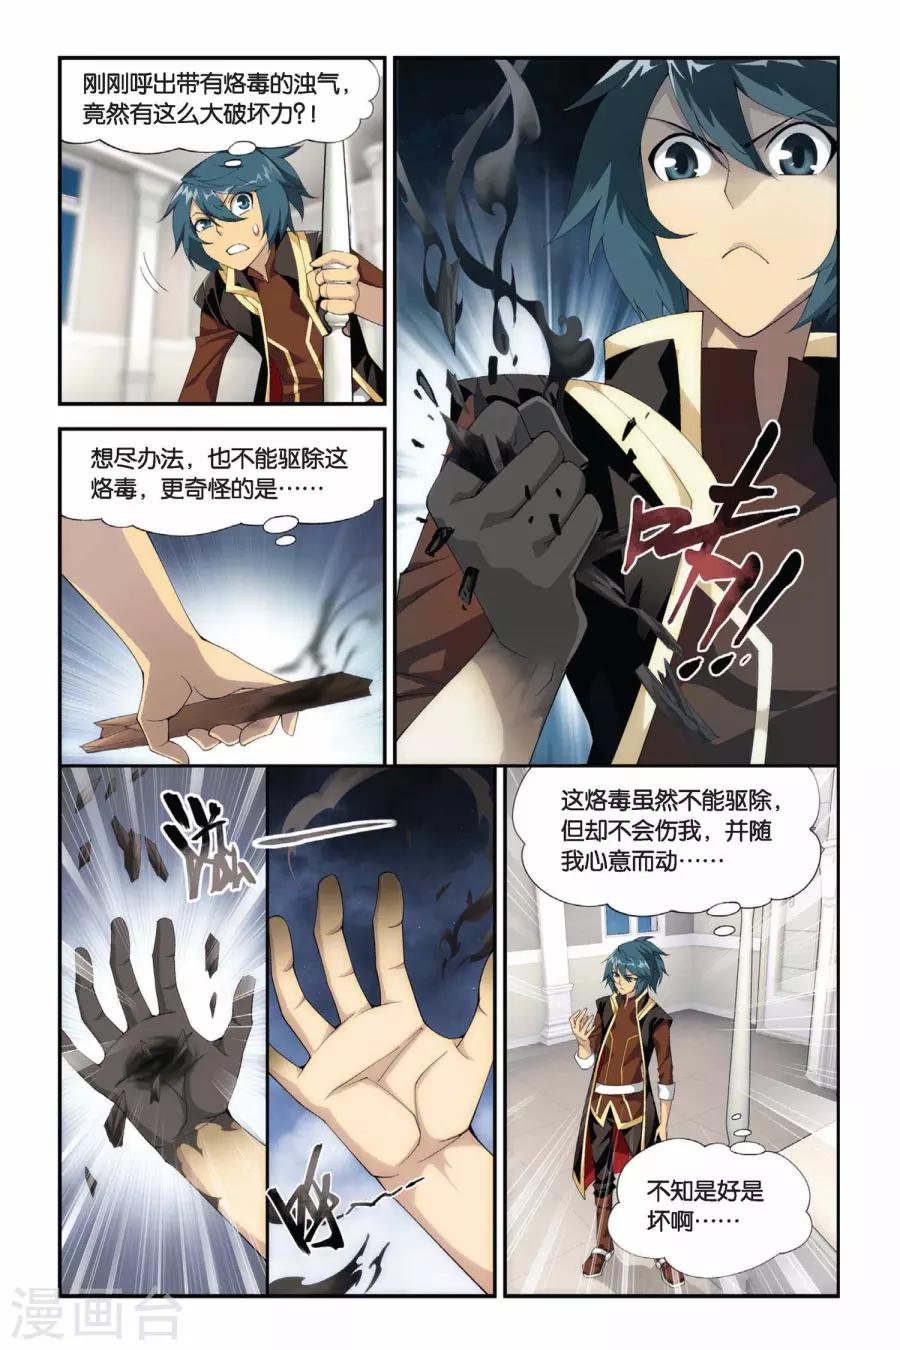 刚刚呼出带有烙毒的浊气，
竟然有这么大破坏力？！
想尽办法，也不能驱除这
烙毒，更奇怪的是……
咔!!!
这烙毒虽然不能驱除，
但却不会伤我，并随
我心意而动……
不知是好是
坏啊……
漫画台